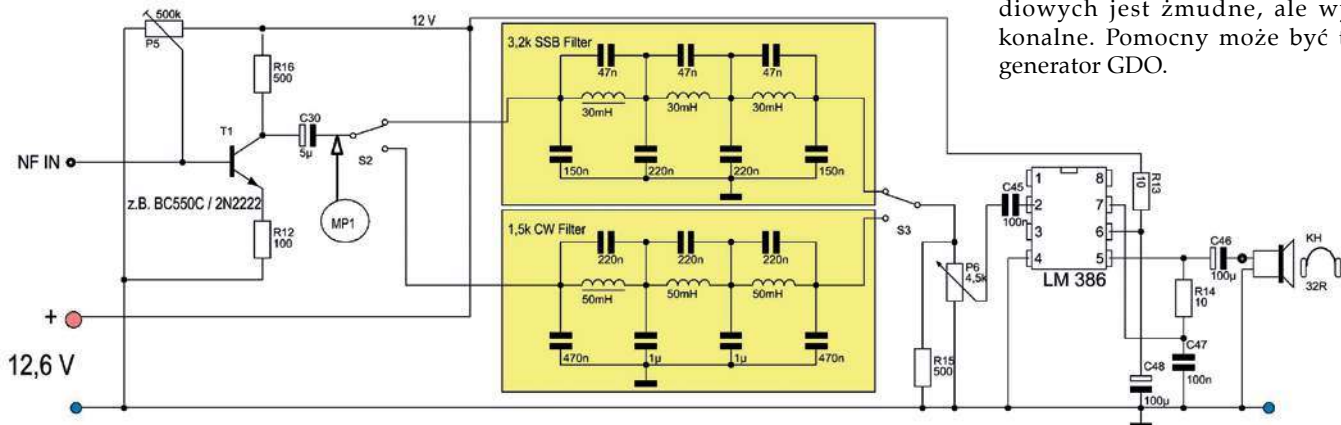 diowych jest żmudne, ale wy
konalne. Pomocny może być t
generator GDO.
500k
P5
12 V
R16
500
3,2k SSB Filter
47n
47n
47n
30mH
30mH
30mH
150n
220n
220n
150n
T1
C30
5µ
S2
NF IN
z.B. BC550C / 2N2222
MP1
R12
100
1,5k CW Filter
220n
220n
220n
50mH
50mH
50mH
470n
1µ
1µ
470n
S3
P6
4,5k
R15
500
C45
100n
1
2
3
4
8
7
6
5
LM 386
R13
10
C46
100µ
KH
32R
R14
10
C47
100n
C48
100µ
+
12,6 V